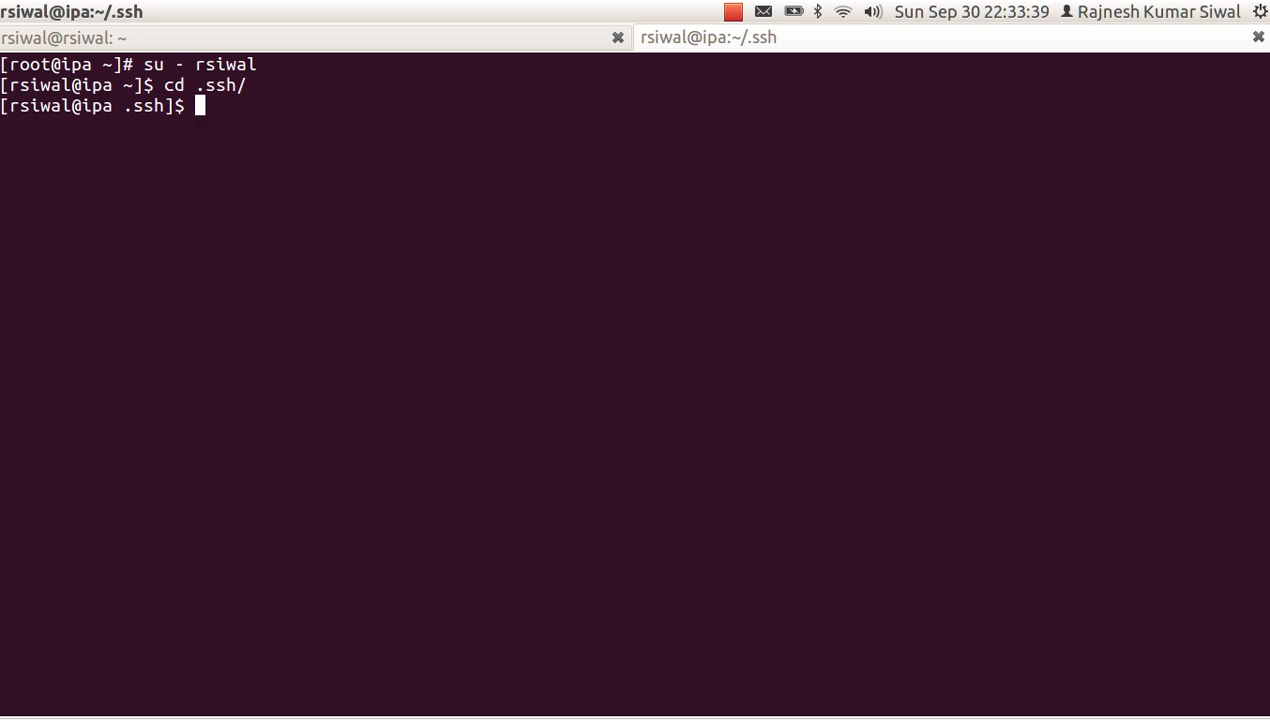 rsiwal@ipa:~/.ssh
Sun Sep 30 22:33:39 Rajnesh Kumar Siwal
rsiwal@rsiwal: ~
rsiwal@ipa:~/.ssh
[root@ipa ~]# su - rsiwal
[rsiwal@ipa ~]$ cd .ssh/
[rsiwal@ipa .ssh]$